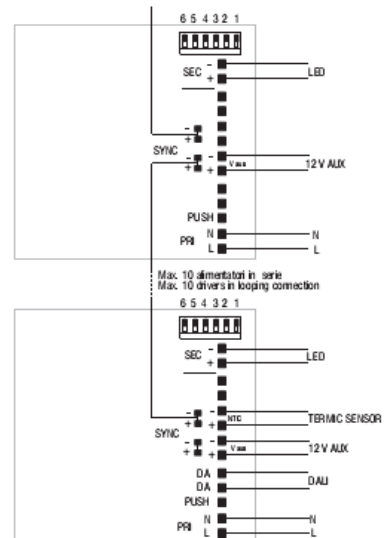 6 5 4 3 2 1
SEC - +
LED
- +
SYNC
- +
- + Vaux
12 V AUX
PUSH
PRI N L
N
L
Max. 10 alimentatori in serie
Max. 10 drivers in looping connection
6 5 4 3 2 1
SEC - +
LED
- +
- + NTC
TERMIC SENSOR
SYNC
- +
- + Vaux
12 V AUX
DA
DA
DALI
PUSH
PRI N L
N
L